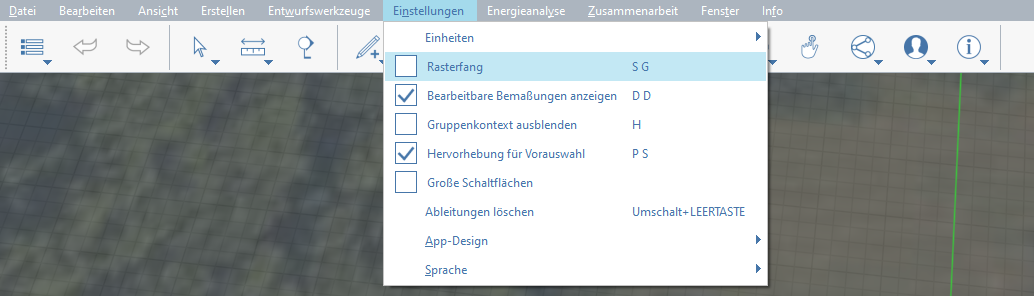 Datei Bearbeiten Ansicht Erstellen Entwurfswerkzeuge Einstellungen Energieanalyse Zusammenarbeit Fenster Info
Einheiten
Rasterfang S G
Bearbeitbare Bemaßungen anzeigen D D
Gruppenkontext ausblenden H
Hervorhebung für Vorauswahl P S
Große Schaltflächen
Ableitungen löschen Umschalt+LEERTASTE
App-Design
Sprache